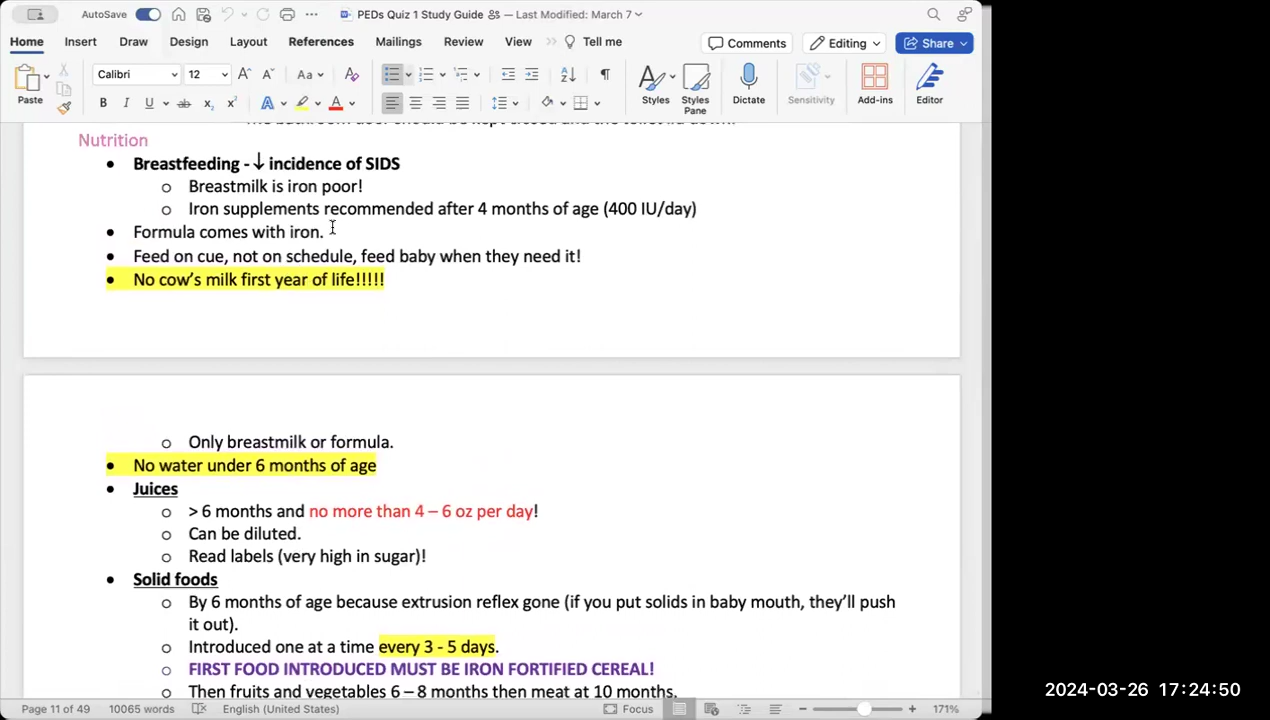 AutoSave
PEDs Quiz 1 Study Guide — Last Modified: March 7
Home Insert Draw Design Layout References Mailings Review View Tell me
Comments Editing Share
Paste
Calibri 12
Styles
Styles Pane
Dictate
Sensitivity
Add-ins
Editor
Nutrition
• Breastfeeding - ↓ incidence of SIDS
o Breastmilk is iron poor!
o Iron supplements recommended after 4 months of age (400 IU/day)
• Formula comes with iron.
• Feed on cue, not on schedule, feed baby when they need it!
• No cow's milk first year of life!!!!!
o Only breastmilk or formula.
• No water under 6 months of age
• Juices
o > 6 months and no more than 4 – 6 oz per day!
o Can be diluted.
o Read labels (very high in sugar)!
• Solid foods
o By 6 months of age because extrusion reflex gone (if you put solids in baby mouth, they'll push
it out).
o Introduced one at a time every 3 - 5 days.
o FIRST FOOD INTRODUCED MUST BE IRON FORTIFIED CEREAL!
o Then fruits and vegetables 6 – 8 months then meat at 10 months.
Page 11 of 49 10065 words English (United States) Focus 171%
2024-03-26 17:24:50